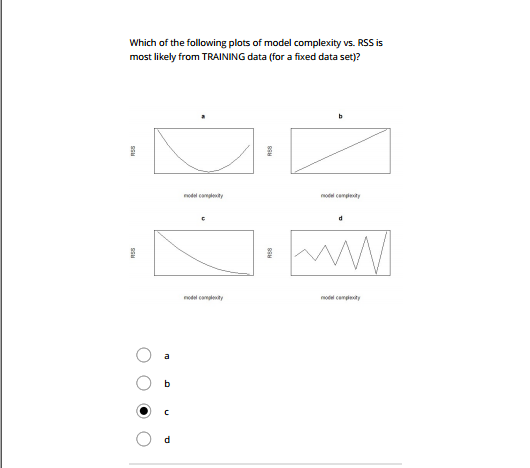 Which of the following plots of model complexity vs. RSS is
most likely from TRAINING data (for a fixed data set)?
a
b
RSS
RSS
model complexity
model complexity
c
d
RSS
RSS
model complexity
model complexity
a
b
c
d